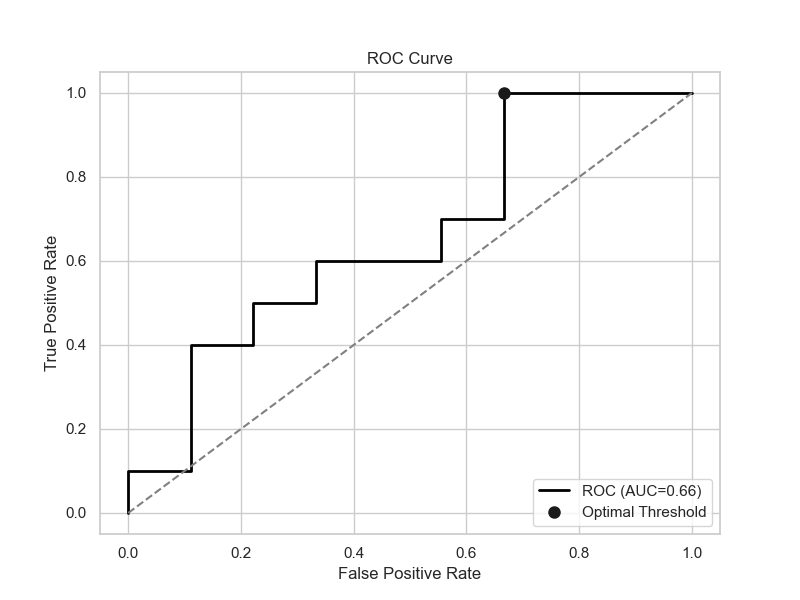 ROC Curve
True Positive Rate
1.0
0.8
0.6
0.4
0.2
0.0
0.0 0.2 0.4 0.6 0.8 1.0
False Positive Rate
ROC (AUC=0.66)
Optimal Threshold